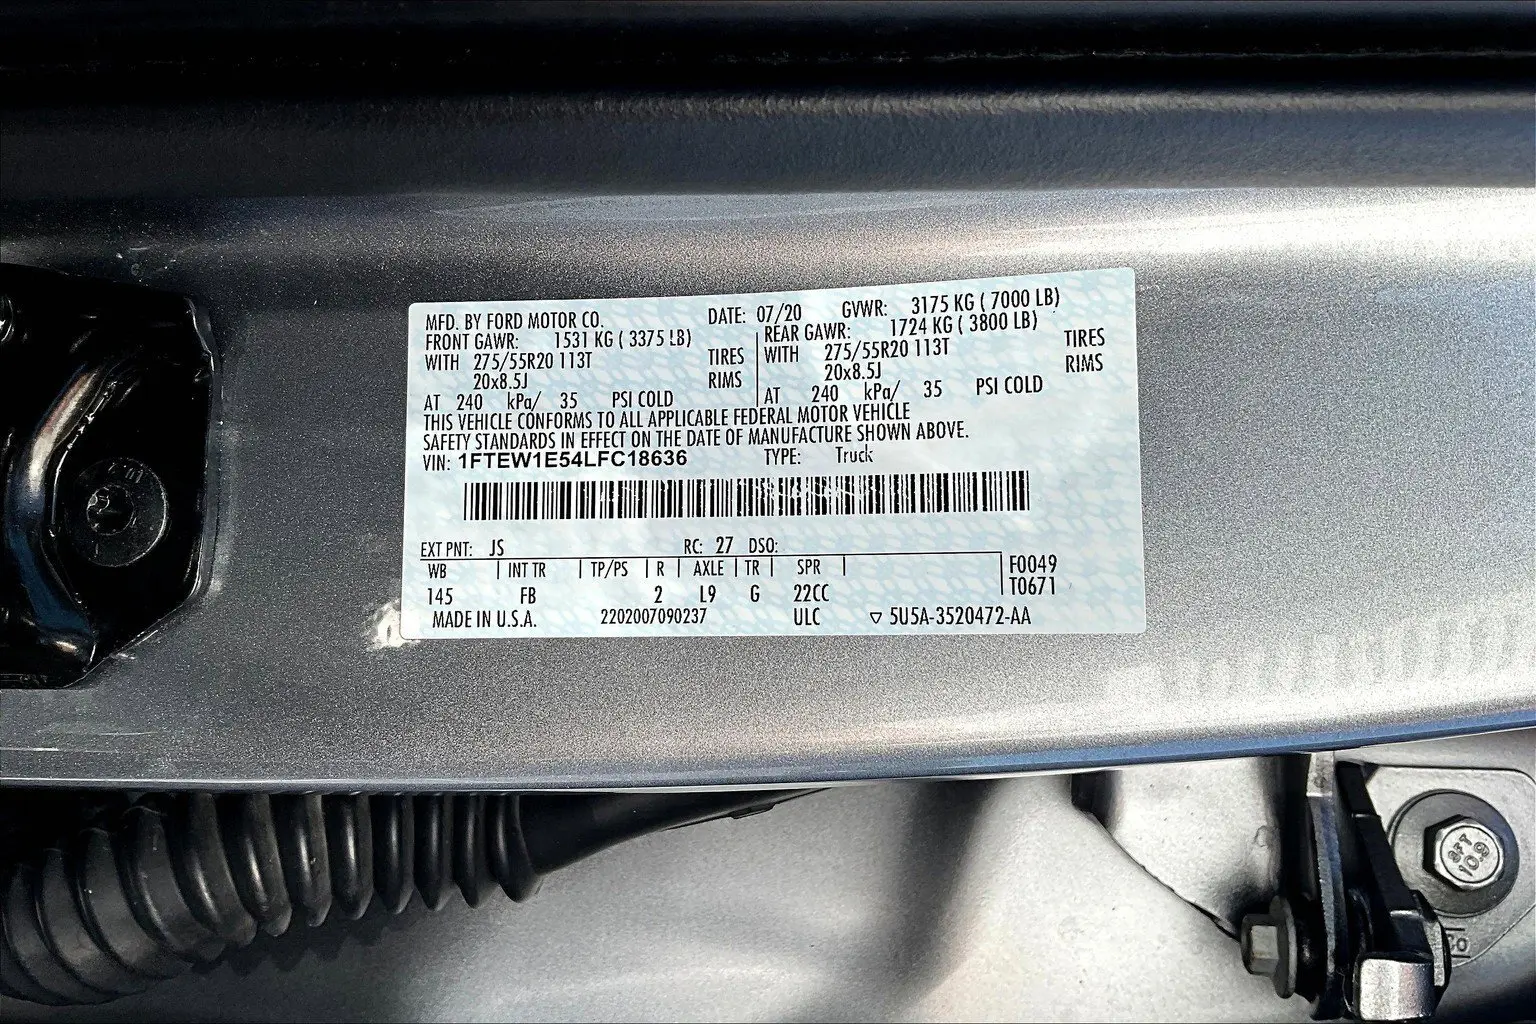 MFD. BY FORD MOTOR CO. DATE: 07/20 GVWR: 3175 KG ( 7000 LB)
FRONT GAWR: 1531 KG ( 3375 LB) REAR GAWR: 1724 KG ( 3800 LB)
WITH 275/55R20 113T TIRES WITH 275/55R20 113T TIRES
20x8.5J RIMS 20x8.5J RIMS
AT 240 kPa/ 35 PSI COLD AT 240 kPa/ 35 PSI COLD
THIS VEHICLE CONFORMS TO ALL APPLICABLE FEDERAL MOTOR VEHICLE
SAFETY STANDARDS IN EFFECT ON THE DATE OF MANUFACTURE SHOWN ABOVE.
VIN: 1FTEW1E54LFC18636 TYPE: Truck
EXT PNT: JS RC: 27 DSO:
WB INT TR TP/PS R AXLE TR SPR F0049
145 FB 2 L9 G 22CC T0671
MADE IN U.S.A. 2202007090237 ULC ▽ 5U5A-3520472-AA
10.9